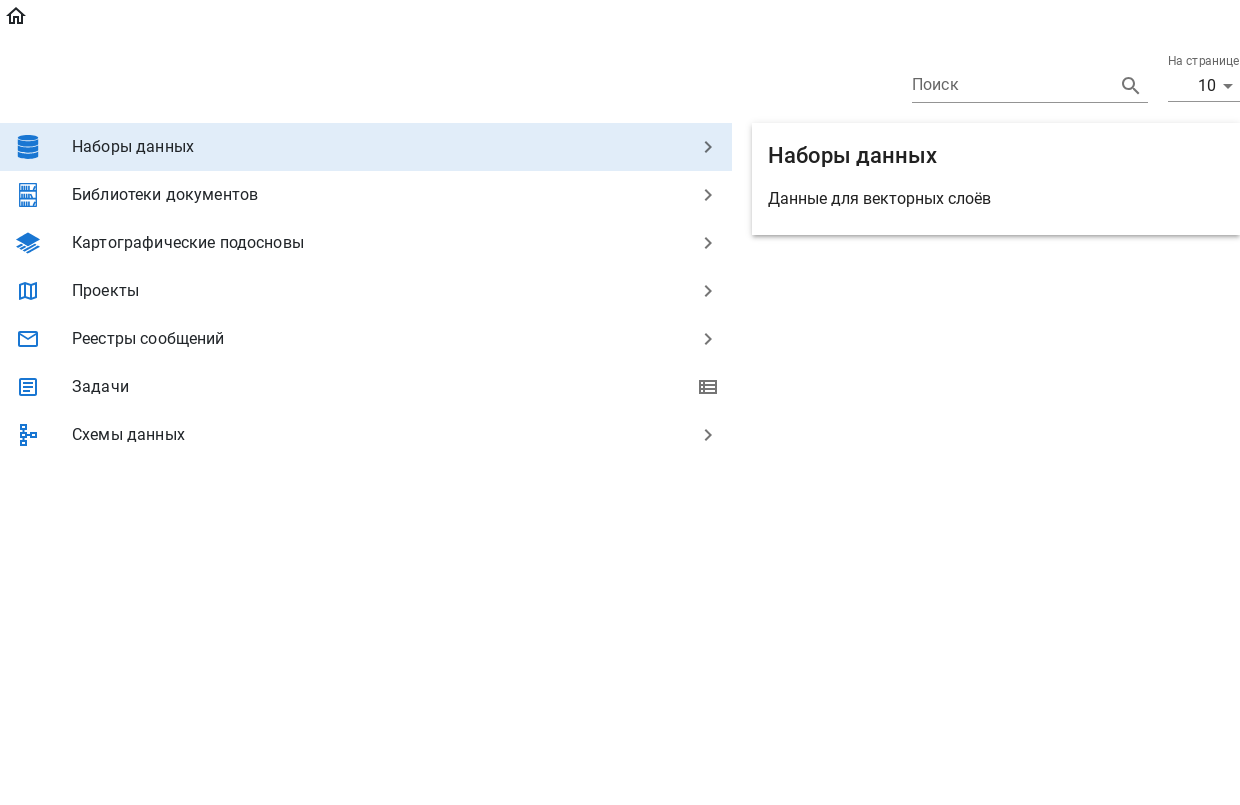 На странице
Поиск
10
Наборы данных
Библиотеки документов
Картографические подосновы
Проекты
Реестры сообщений
Задачи
Схемы данных
Наборы данных
Данные для векторных слоёв